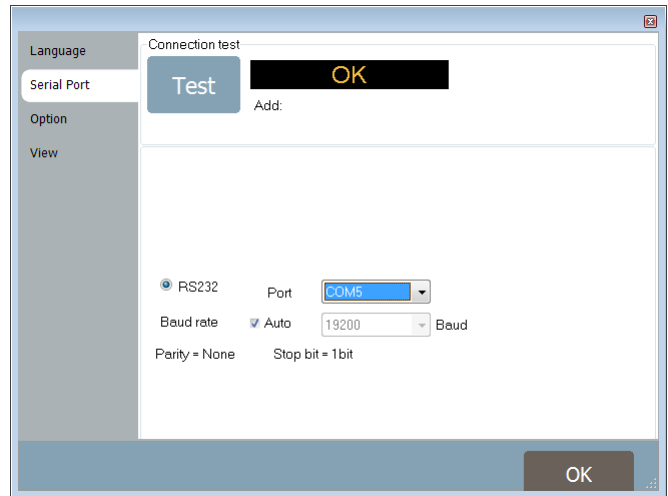 Language
Serial Port
Option
View
Connection test
Test
OK
Add:
RS232
Port
COM5
Baud rate
Auto
19200
Baud
Parity = None
Stop bit = 1bit
OK